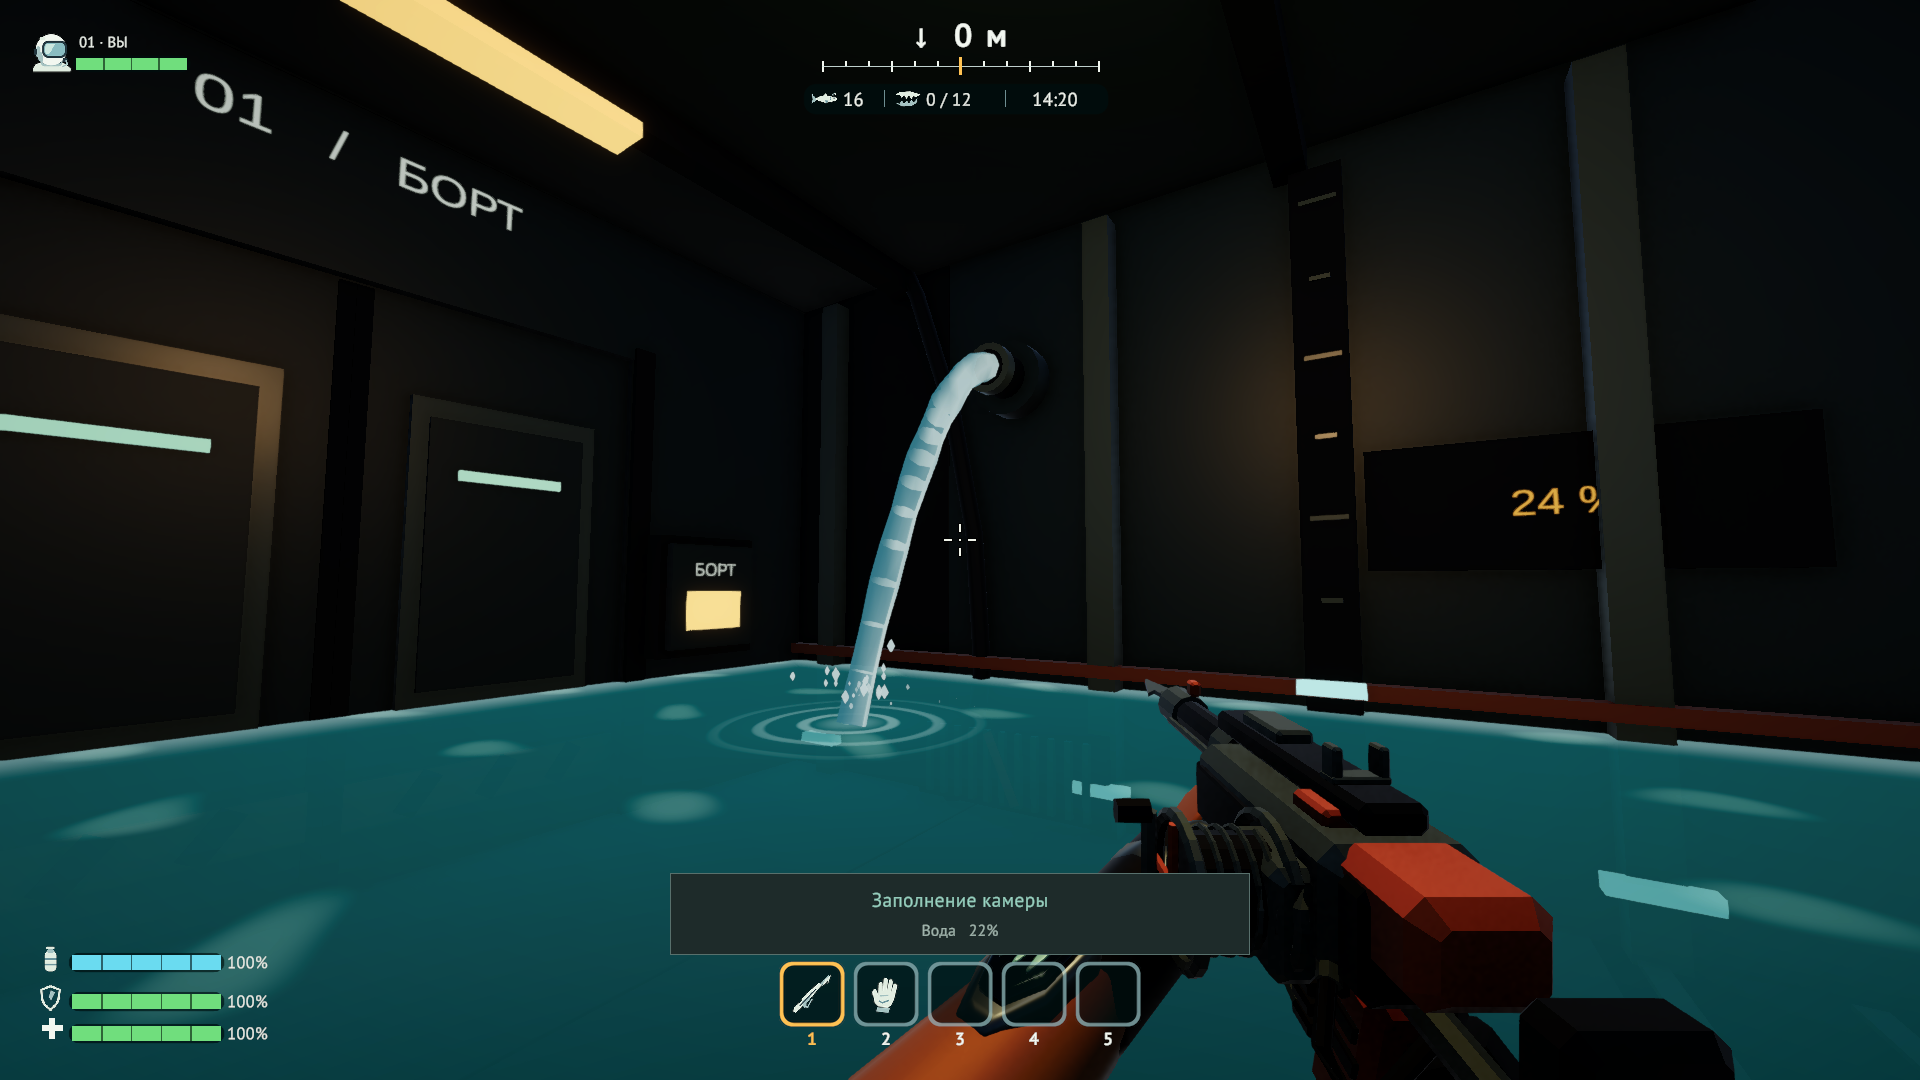 01 · ВЫ
↓ 0 м
16 0 / 12 14:20
01 / БОРТ
24 %
БОРТ
Заполнение камеры
Вода 22%
100%
100%
100%
1 2 3 4 5